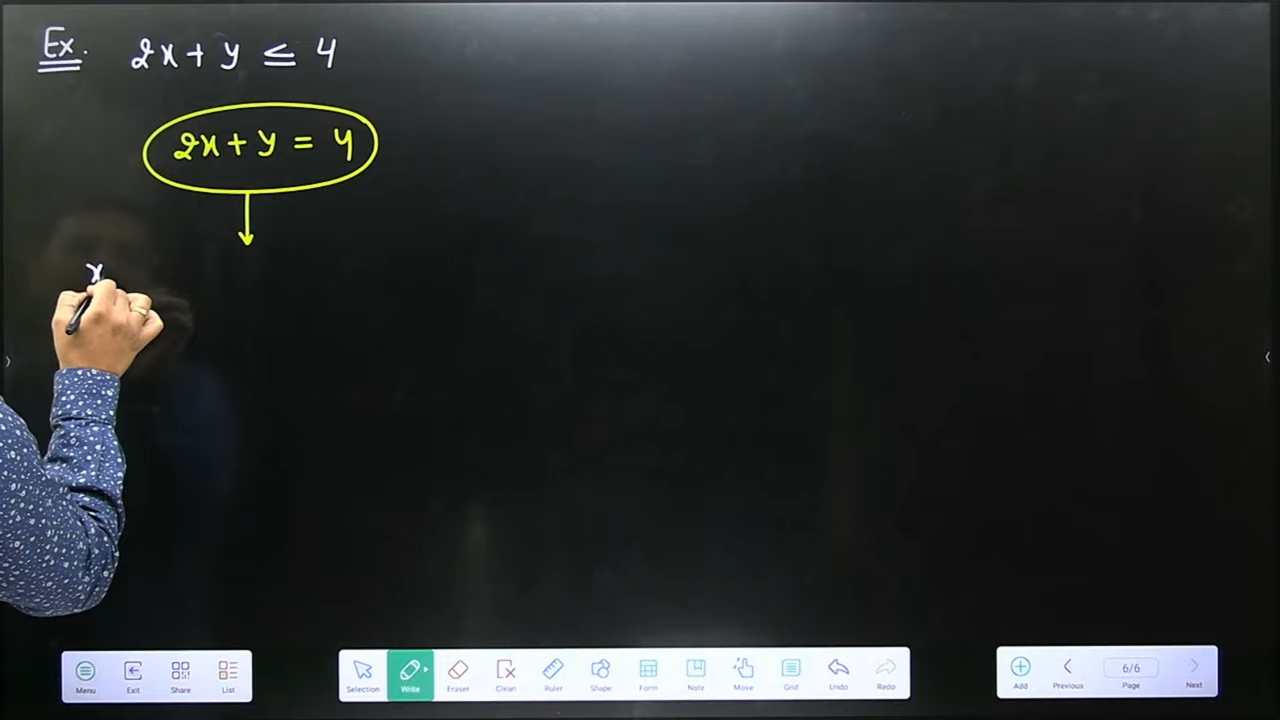 Ex. 2x + y ≤ 4
2x + y = 4
x
Menu Exit Share List Selection Write Eraser Clean Ruler Shape Form Note Move Grid Undo Redo Add Previous 6/6 Page Next